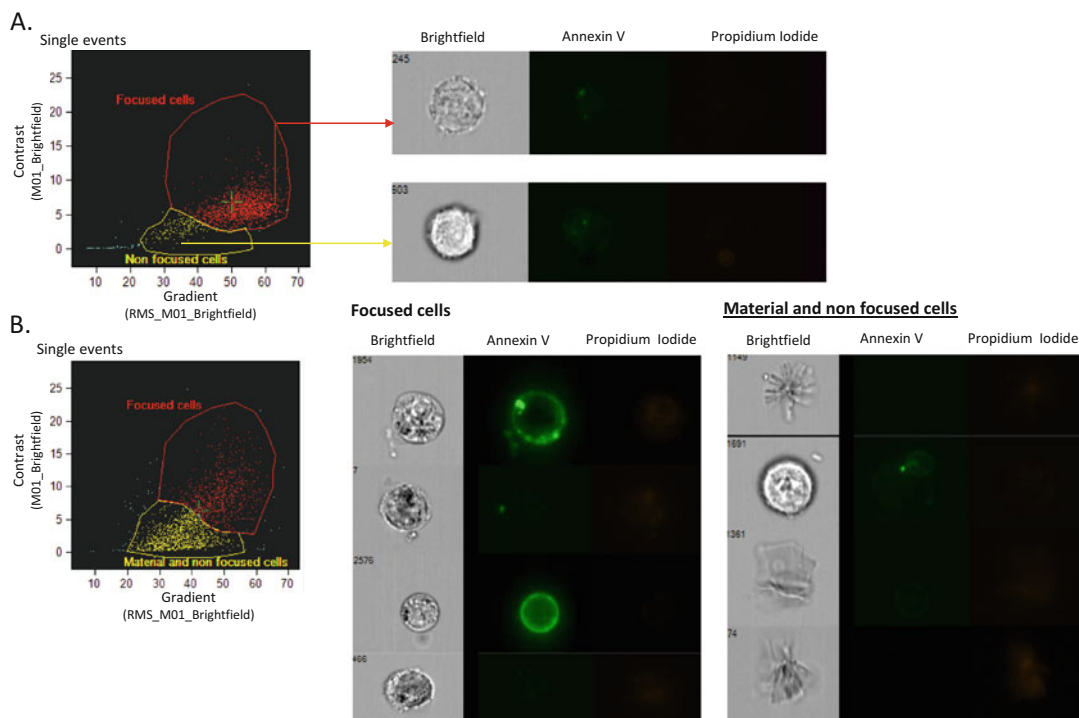 A.
Single events
Contrast
(M01_Brightfield)
25
20
15
10
5
0
Focused cells
Non focused cells
10 20 30 40 50 60 70
Gradient
(RMS_M01_Brightfield)
Brightfield Annexin V Propidium Iodide
245
603
B.
Single events
Contrast
(M01_Brightfield)
25
20
15
10
5
0
Focused cells
Material and non focused cells
10 20 30 40 50 60 70
Gradient
(RMS_M01_Brightfield)
Focused cells
Brightfield Annexin V Propidium Iodide
1954
7
2576
466
Material and non focused cells
Brightfield Annexin V Propidium Iodide
1149
1691
1361
74